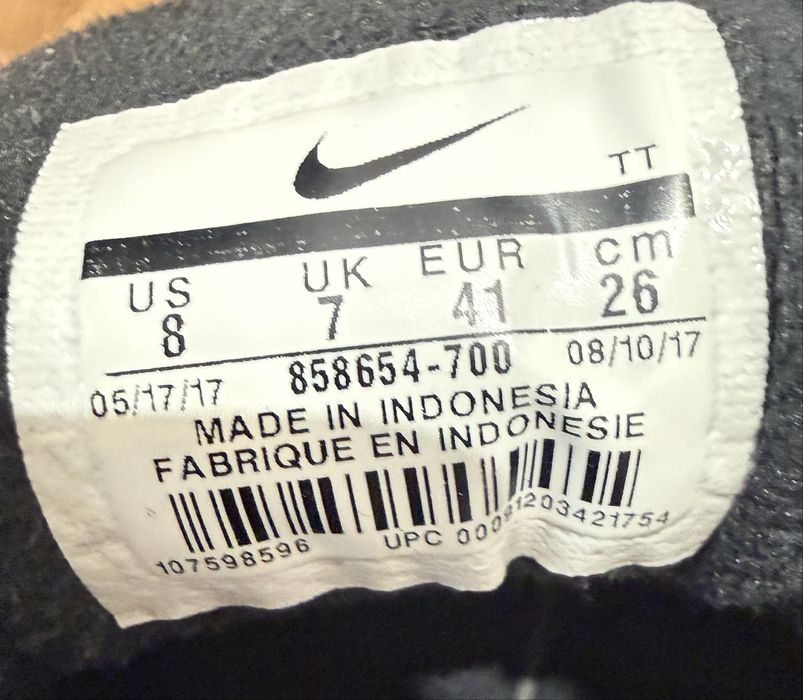 TT
US UK EUR cm
8 7 41 26
05/17/17 858654-700 08/10/17
MADE IN INDONESIA
FABRIQUE EN INDONESIE
107598596 UPC